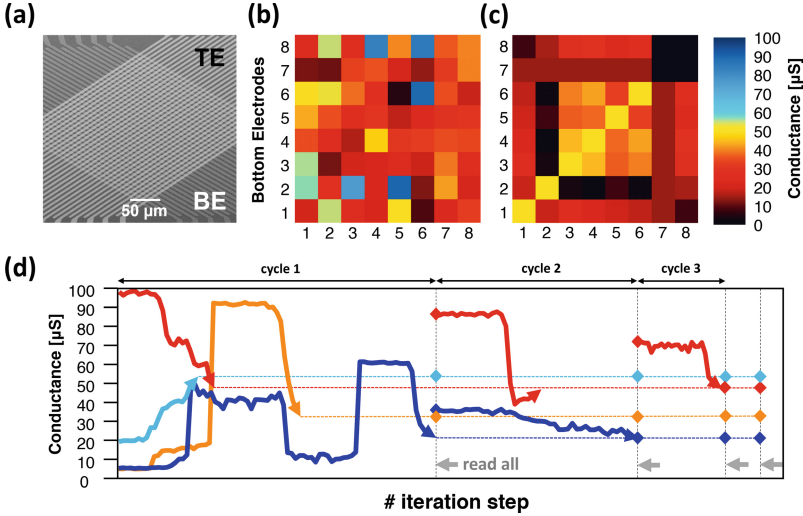 (a)
TE
BE
50 µm
(b)
Bottom Electrodes
8
7
6
5
4
3
2
1
1 2 3 4 5 6 7 8
(c)
8
7
6
5
4
3
2
1
1 2 3 4 5 6 7 8
100
90
80
70
60
50
40
30
20
10
0
Conductance [µS]
(d)
cycle 1 cycle 2 cycle 3
Conductance [µS]
100
90
80
70
60
50
40
30
20
10
0
read all
# iteration step